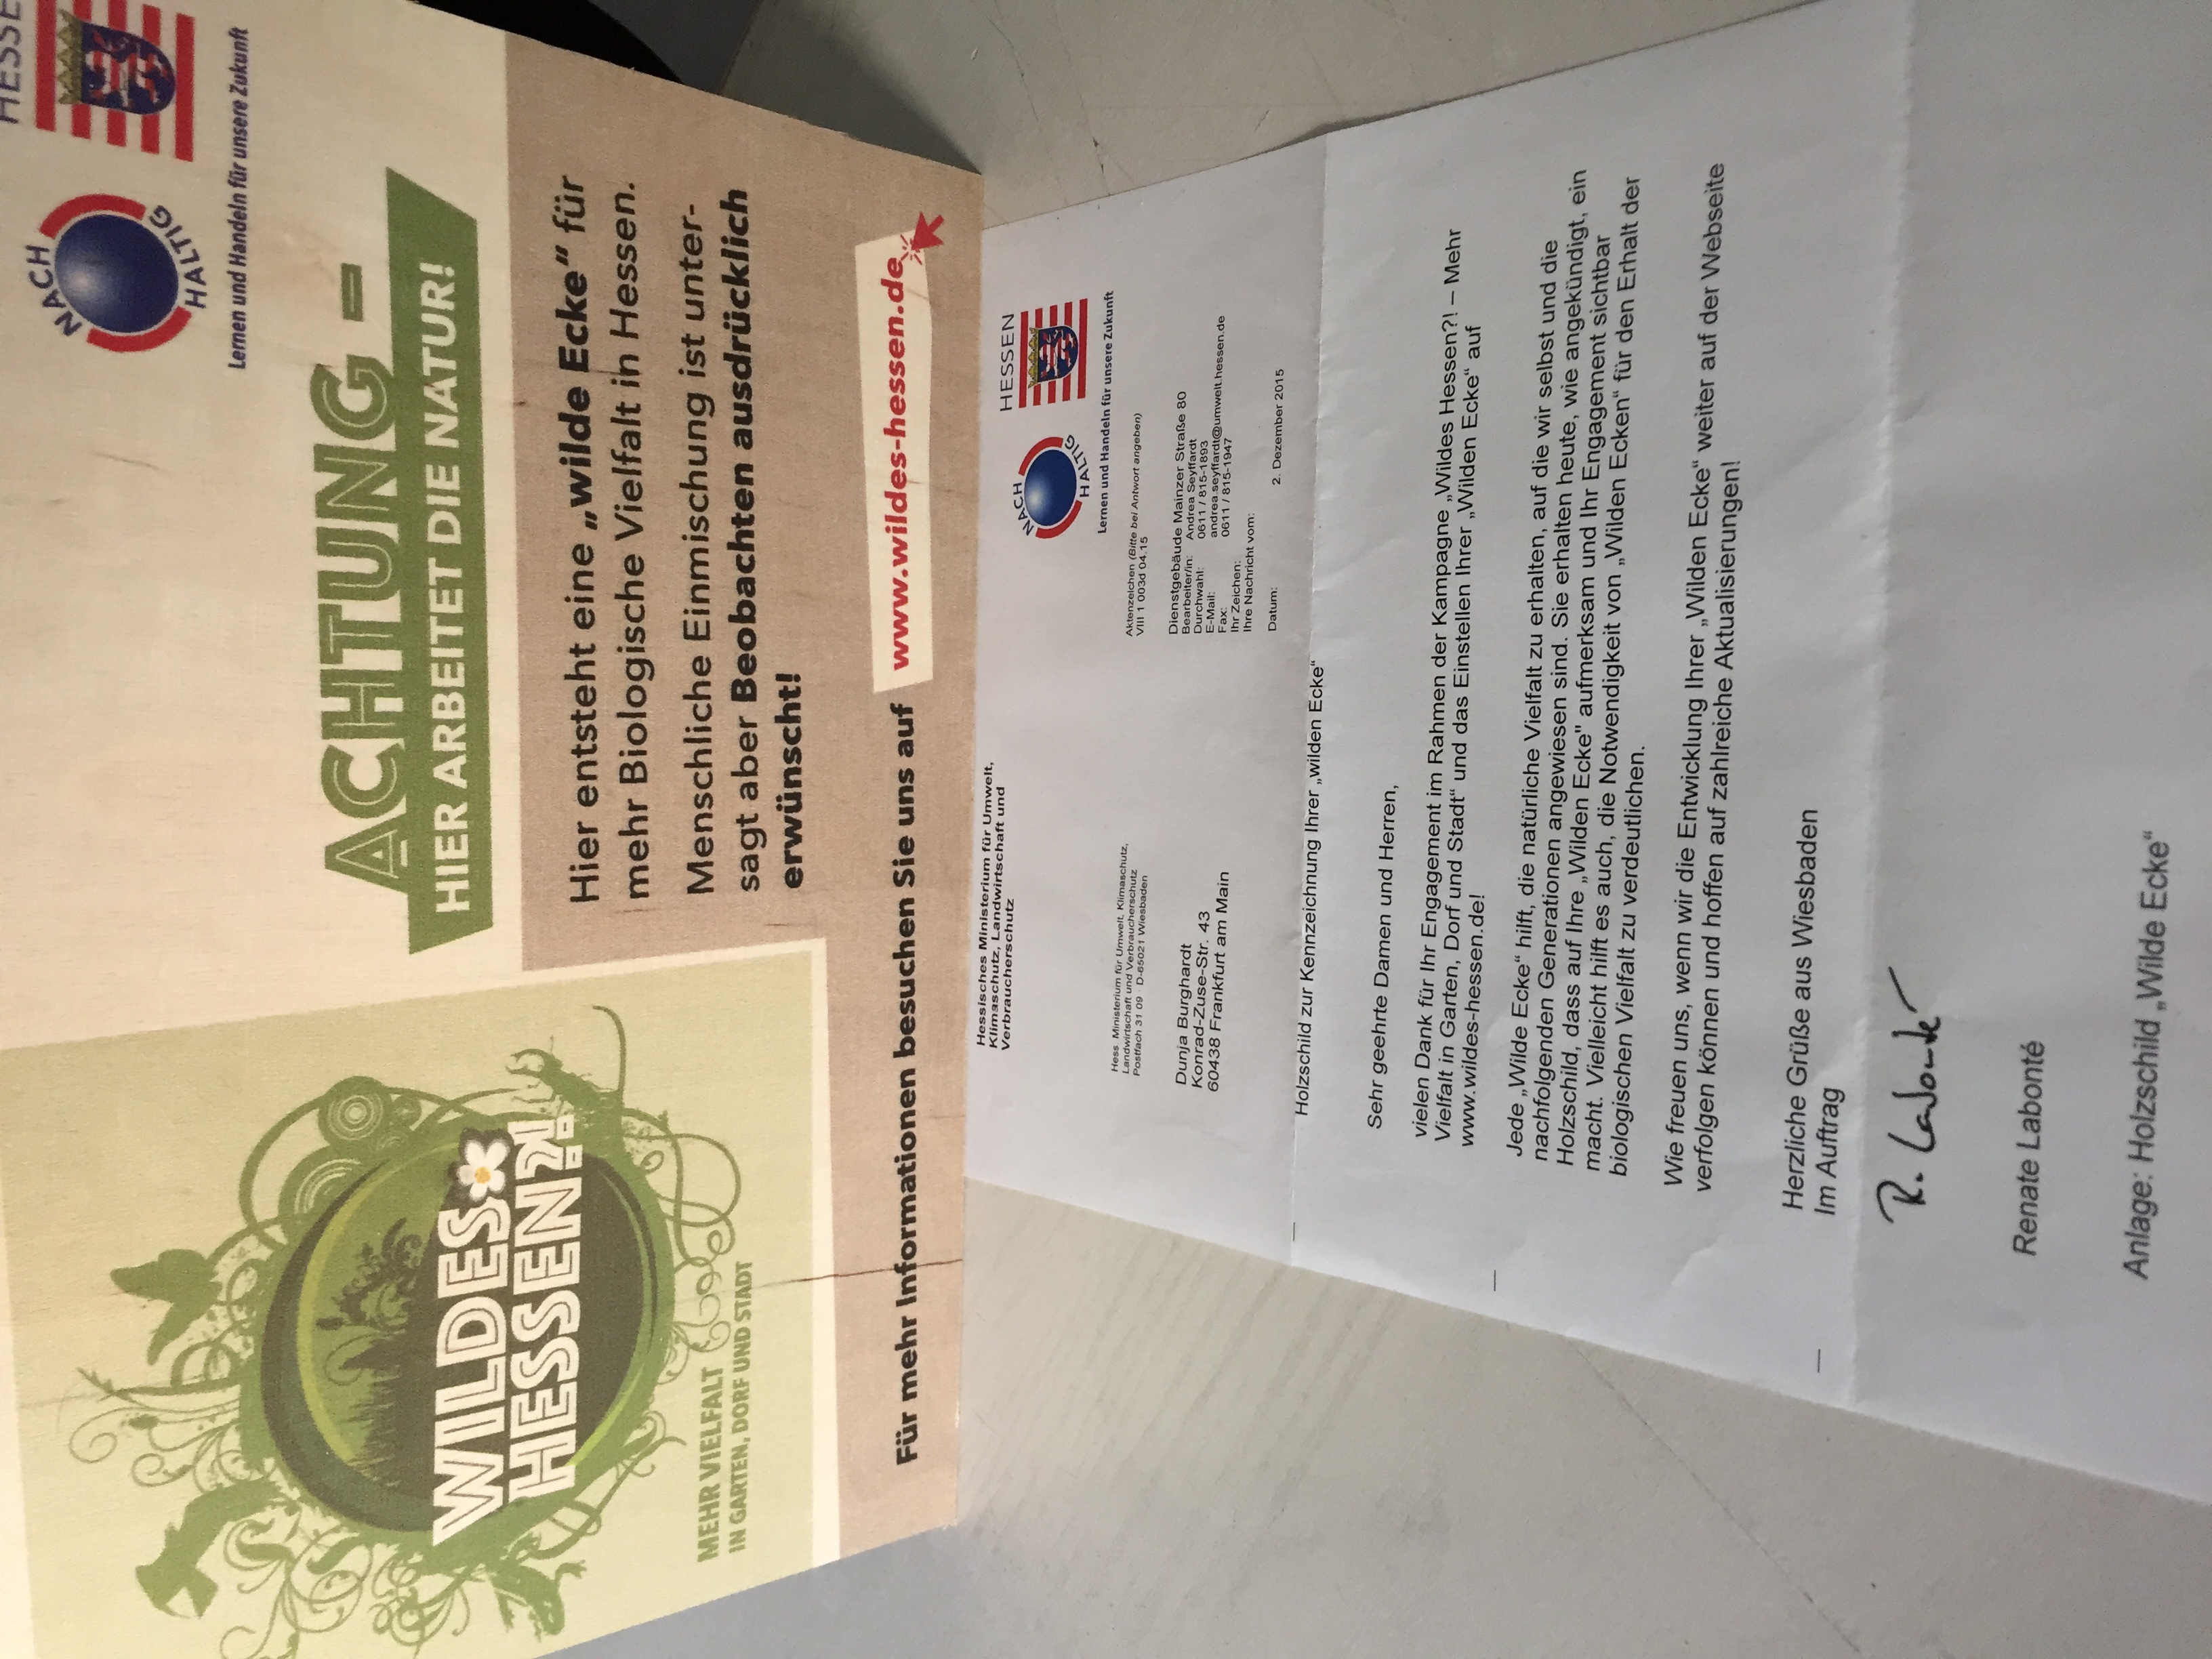 HESSE
NACH
HALTIG
Lernen und Handeln für unsere Zukunft
ACHTUNG –
HIER ARBEITET DIE NATUR!
Hier entsteht eine „wilde Ecke“ für
mehr Biologische Vielfalt in Hessen.
Menschliche Einmischung ist unter-
sagt aber Beobachten ausdrücklich
erwünscht!
WILDES
HESSEN?!
MEHR VIELFALT
IN GARTEN, DORF UND STADT
Für mehr Informationen besuchen Sie uns auf www.wildes-hessen.de
Hessisches Ministerium für Umwelt,
Klimaschutz, Landwirtschaft und
Verbraucherschutz
HESSEN
NACH
HALTIG
Lernen und Handeln für unsere Zukunft
Hess. Ministerium für Umwelt, Klimaschutz,
Landwirtschaft und Verbraucherschutz
Postfach 31 09 · D-65021 Wiesbaden
Dunja Burghardt
Konrad-Zuse-Str. 43
60438 Frankfurt am Main
Aktenzeichen (Bitte bei Antwort angeben)
VIII 1 003d 04.15
Dienstgebäude Mainzer Straße 80
Bearbeiter/in: Andrea Seyffardt
Durchwahl: 0611 / 815-1893
E-Mail: andrea.seyffardt@umwelt.hessen.de
Fax: 0611 / 815-1947
Ihr Zeichen:
Ihre Nachricht vom:
Datum: 2. Dezember 2015
Holzschild zur Kennzeichnung Ihrer „wilden Ecke“
Sehr geehrte Damen und Herren,
vielen Dank für Ihr Engagement im Rahmen der Kampagne „Wildes Hessen?! – Mehr
Vielfalt in Garten, Dorf und Stadt“ und das Einstellen Ihrer „Wilden Ecke“ auf
www.wildes-hessen.de!
Jede „Wilde Ecke“ hilft, die natürliche Vielfalt zu erhalten, auf die wir selbst und die
nachfolgenden Generationen angewiesen sind. Sie erhalten heute, wie angekündigt, ein
Holzschild, dass auf Ihre „Wilden Ecke" aufmerksam und Ihr Engagement sichtbar
macht. Vielleicht hilft es auch, die Notwendigkeit von „Wilden Ecken“ für den Erhalt der
biologischen Vielfalt zu verdeutlichen.
Wie freuen uns, wenn wir die Entwicklung Ihrer „Wilden Ecke“ weiter auf der Webseite
verfolgen können und hoffen auf zahlreiche Aktualisierungen!
Herzliche Grüße aus Wiesbaden
Im Auftrag
R. Labonté
Renate Labonté
Anlage: Holzschild „Wilde Ecke“